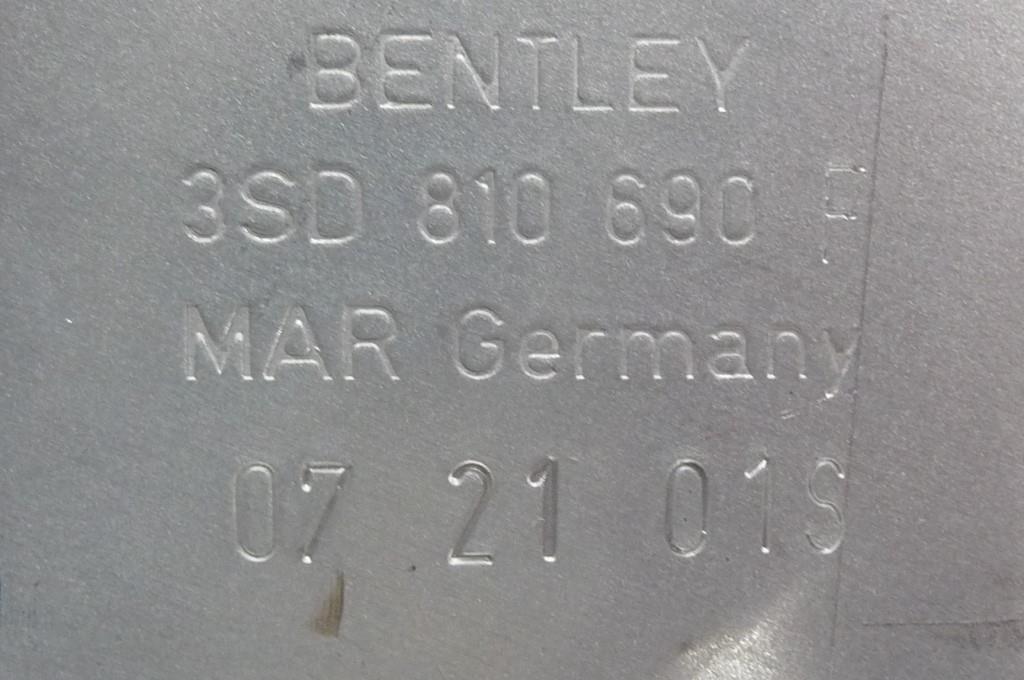 BENTLEY
3SD 810 690
MAR Germany
07 21 01S